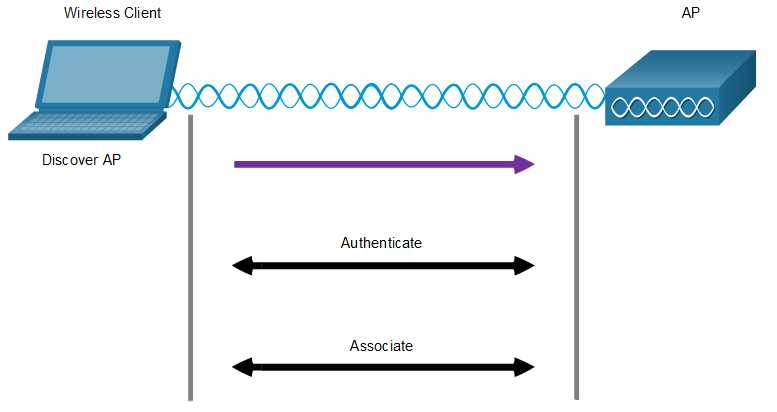 Wireless Client
AP
Discover AP
Authenticate
Associate